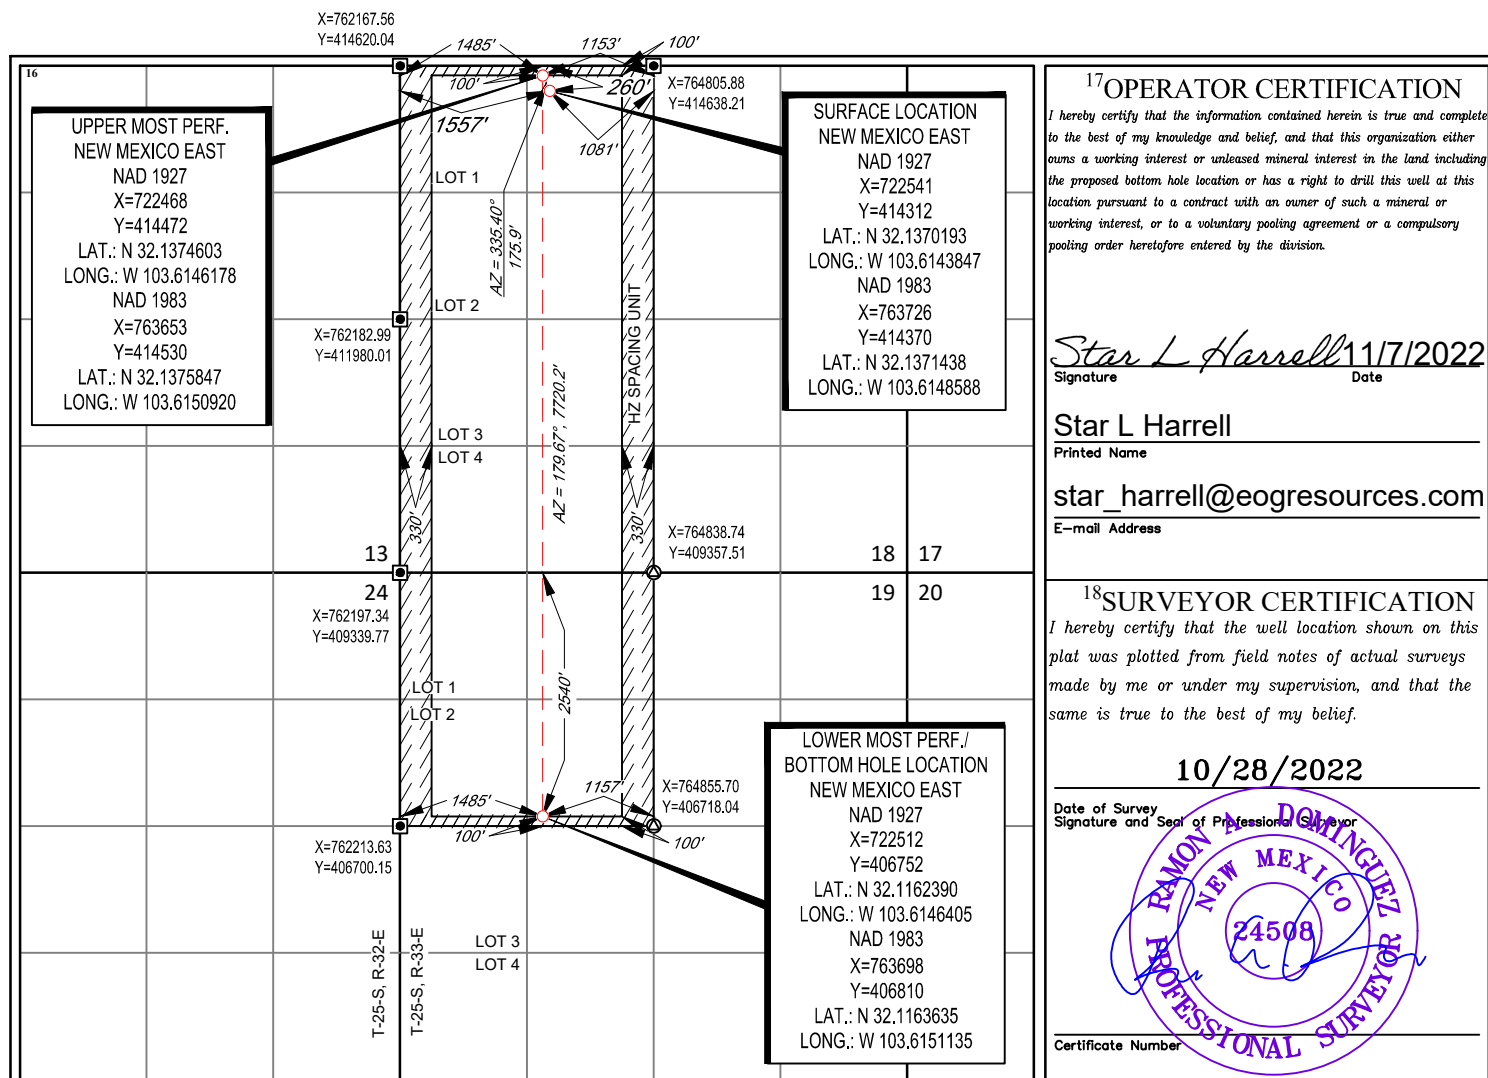 X=762167.56
Y=414620.04
1485'
1153'
100'
16
100'
260'
X=764805.88
Y=414638.21
1557'
1081'
UPPER MOST PERF.
NEW MEXICO EAST
NAD 1927
X=722468
Y=414472
LAT.: N 32.1374603
LONG.: W 103.6146178
NAD 1983
X=763653
Y=414530
LAT.: N 32.1375847
LONG.: W 103.6150920
SURFACE LOCATION
NEW MEXICO EAST
NAD 1927
X=722541
Y=414312
LAT.: N 32.1370193
LONG.: W 103.6143847
NAD 1983
X=763726
Y=414370
LAT.: N 32.1371438
LONG.: W 103.6148588
LOT 1
AZ = 335.40°
175.9'
LOT 2
X=762182.99
Y=411980.01
HZ SPACING UNIT
AZ = 179.67°, 7720.2'
LOT 3
LOT 4
330'
330'
X=764838.74
Y=409357.51
13
18 17
24
19 20
X=762197.34
Y=409339.77
LOT 1
LOT 2
2540'
1485'
1157'
100'
100'
X=764855.70
Y=406718.04
X=762213.63
Y=406700.15
LOWER MOST PERF./
BOTTOM HOLE LOCATION
NEW MEXICO EAST
NAD 1927
X=722512
Y=406752
LAT.: N 32.1162390
LONG.: W 103.6146405
NAD 1983
X=763698
Y=406810
LAT.: N 32.1163635
LONG.: W 103.6151135
T-25-S, R-32-E
T-25-S, R-33-E
LOT 3
LOT 4
17OPERATOR CERTIFICATION
I hereby certify that the information contained herein is true and complete
to the best of my knowledge and belief, and that this organization either
owns a working interest or unleased mineral interest in the land including
the proposed bottom hole location or has a right to drill this well at this
location pursuant to a contract with an owner of such a mineral or
working interest, or to a voluntary pooling agreement or a compulsory
pooling order heretofore entered by the division.
Star L Harrell 11/7/2022
Signature Date
Star L Harrell
Printed Name
star_harrell@eogresources.com
E-mail Address
18SURVEYOR CERTIFICATION
I hereby certify that the well location shown on this
plat was plotted from field notes of actual surveys
made by me or under my supervision, and that the
same is true to the best of my belief.
10/28/2022
Date of Survey
Signature and Seal of Professional Surveyor
RAMON A. DOMINGUEZ
NEW MEXICO
24508
PROFESSIONAL SURVEYOR
Certificate Number